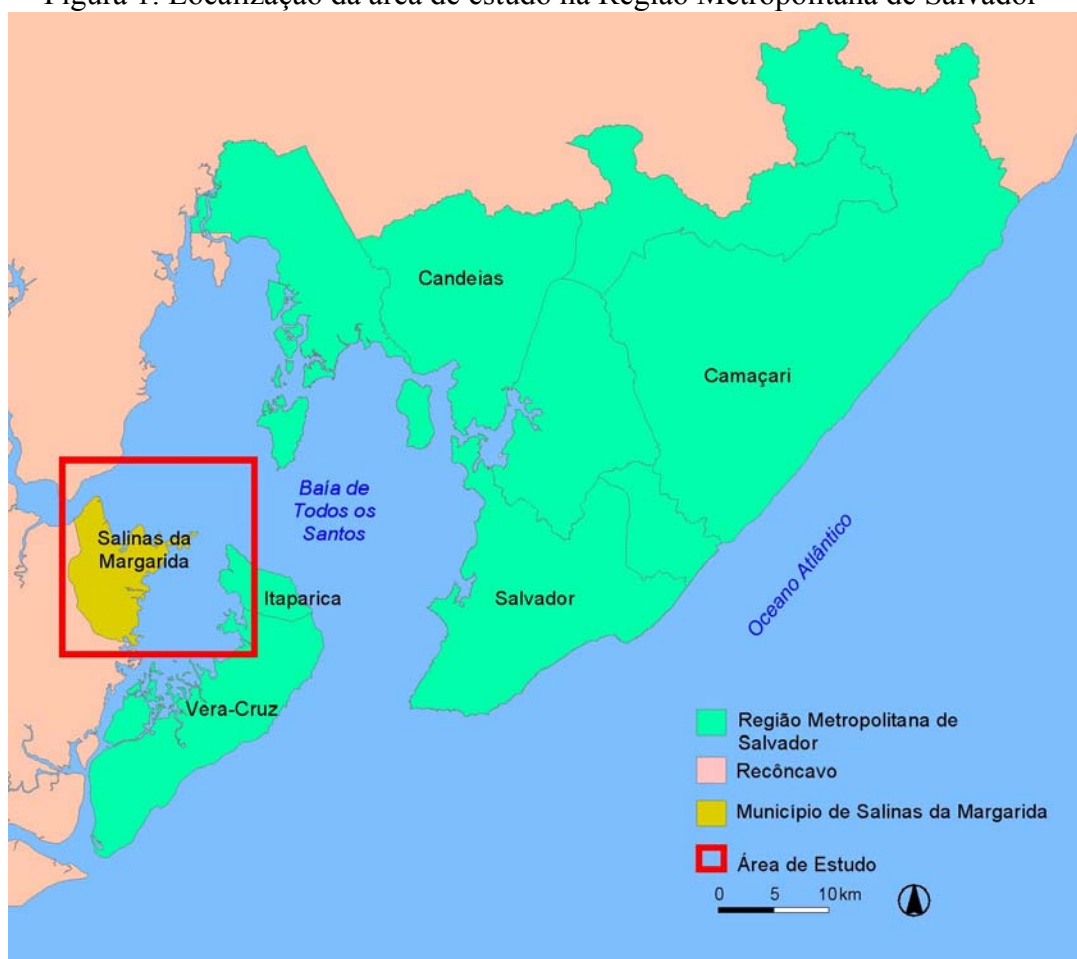 Figura 1: Localização da área de estudo na Região Metropolitana de Salvador
Candeias
Camaçari
Baía de
Todos os
Santos
Salinas da
Margarida
Itaparica
Salvador
Oceano Atlântico
Vera-Cruz
Região Metropolitana de
Salvador
Recôncavo
Município de Salinas da Margarida
Área de Estudo
0 5 10 km